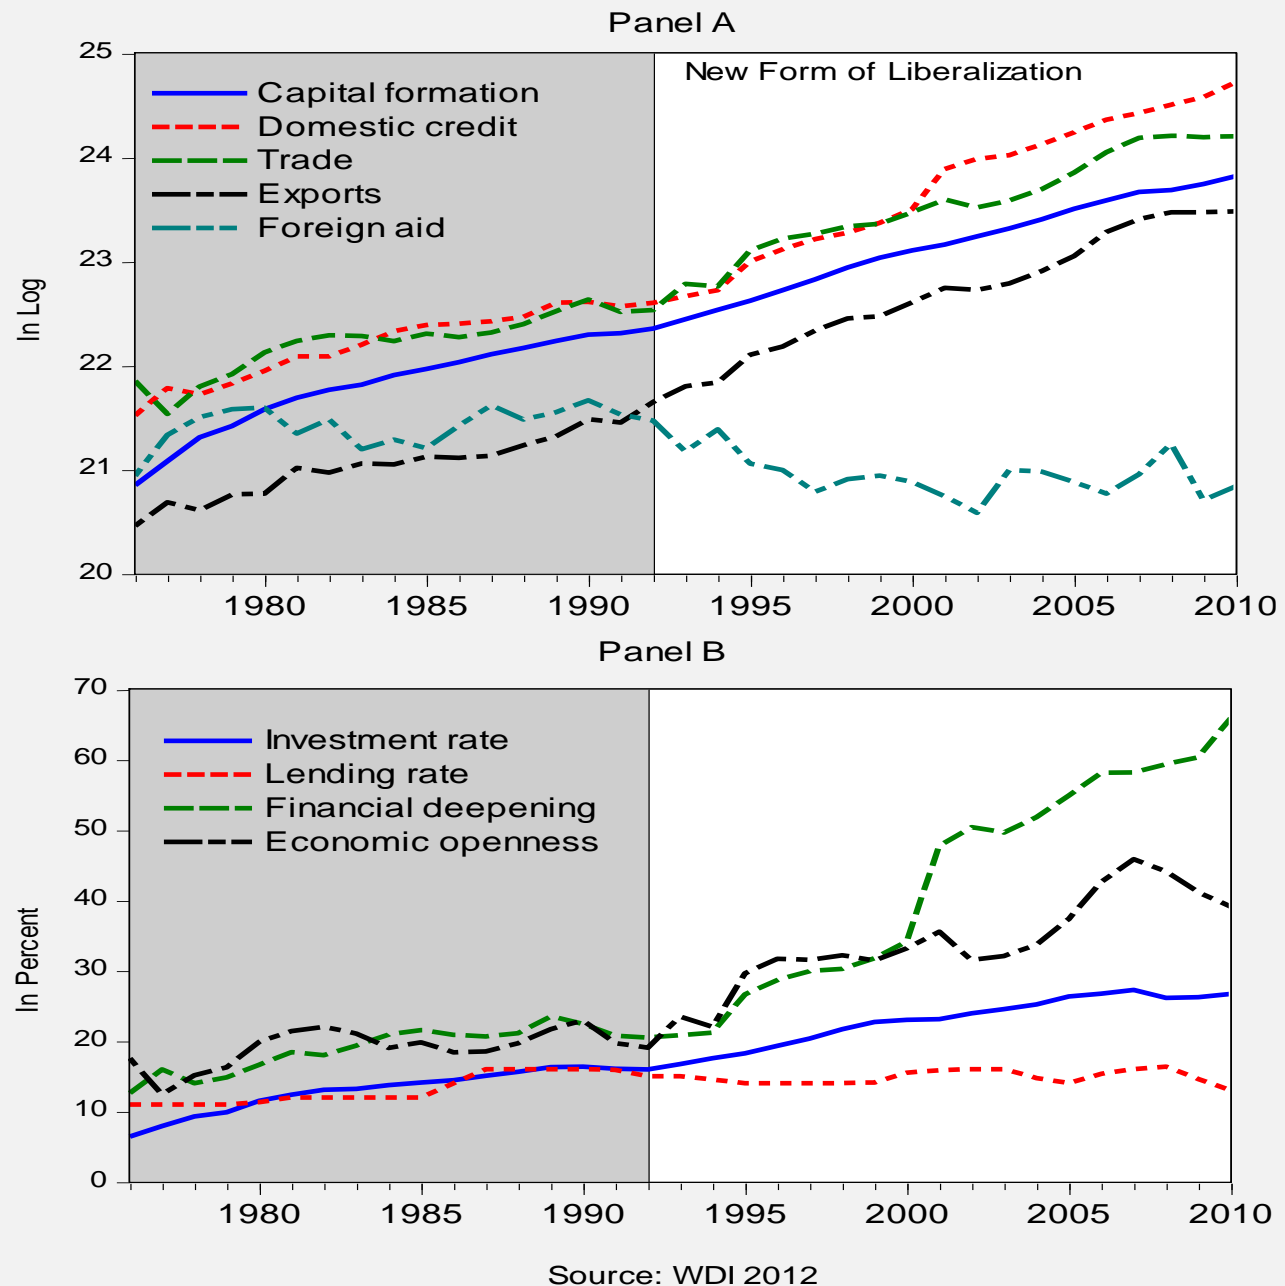 Panel A
25
24
23
22
21
20
In Log
New Form of Liberalization
Capital formation
Domestic credit
Trade
Exports
Foreign aid
1980 1985 1990 1995 2000 2005 2010
Panel B
70
60
50
40
30
20
10
0
In Percent
Investment rate
Lending rate
Financial deepening
Economic openness
1980 1985 1990 1995 2000 2005 2010
Source: WDI 2012